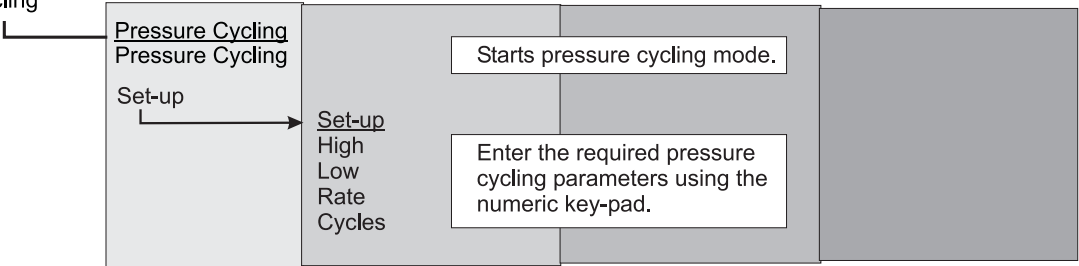 Pressure Cycling
Pressure Cycling
Starts pressure cycling mode.
Set-up
Set-up
High
Low
Rate
Cycles
Enter the required pressure
cycling parameters using the
numeric key-pad.